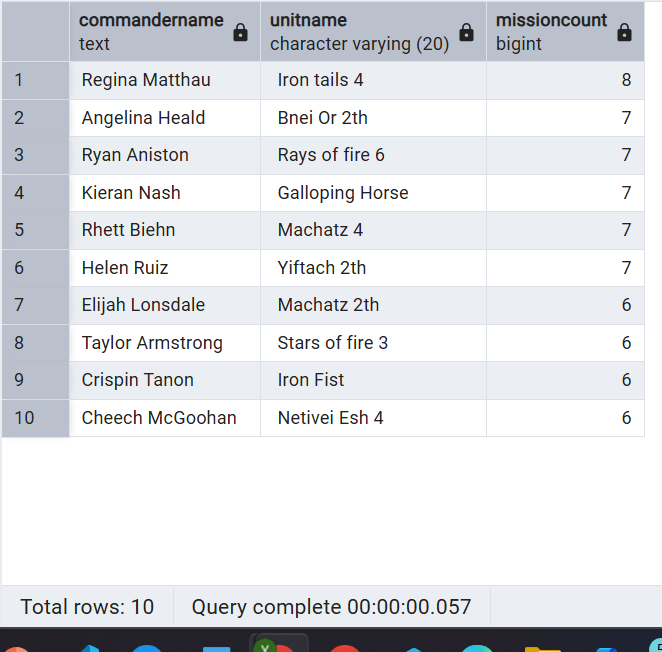 commandername unitname missioncount
text character varying (20) bigint
1 Regina Matthau Iron tails 4 8
2 Angelina Heald Bnei Or 2th 7
3 Ryan Aniston Rays of fire 6 7
4 Kieran Nash Galloping Horse 7
5 Rhett Biehn Machatz 4 7
6 Helen Ruiz Yiftach 2th 7
7 Elijah Lonsdale Machatz 2th 6
8 Taylor Armstrong Stars of fire 3 6
9 Crispin Tanon Iron Fist 6
10 Cheech McGoohan Netivei Esh 4 6
Total rows: 10 Query complete 00:00:00.057